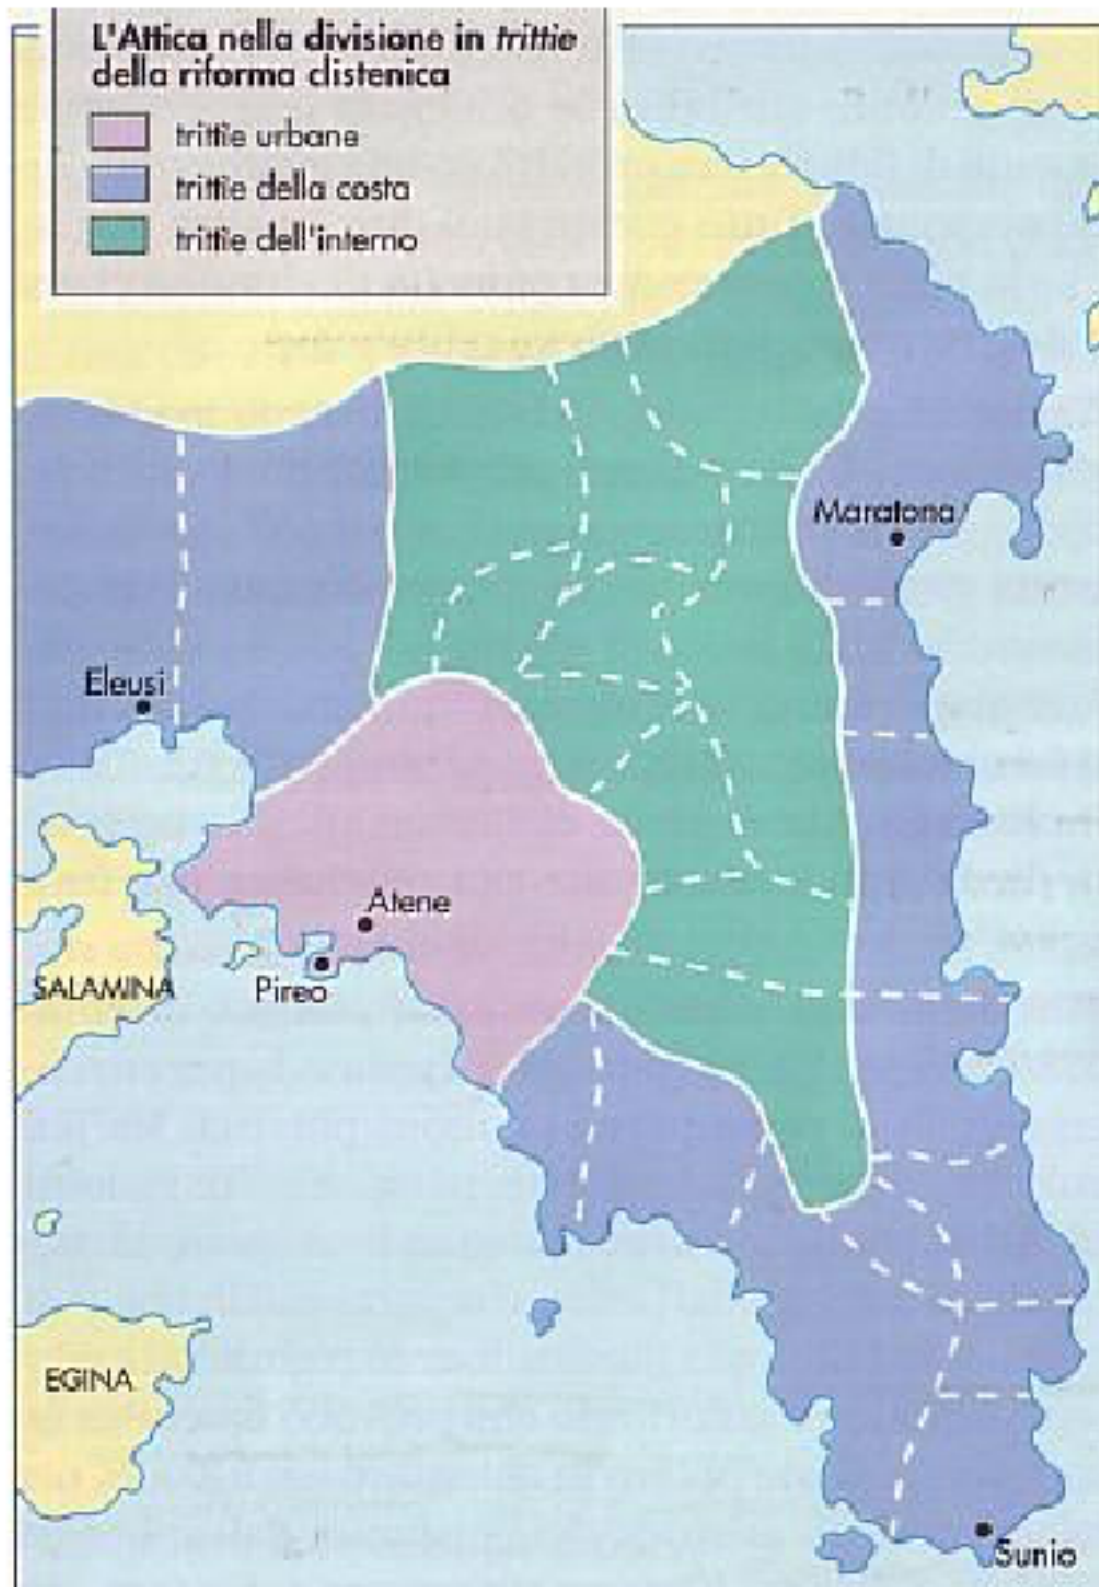 L'Attica nella divisione in trittie
della riforma clistenica
trittie urbane
trittie della costa
trittie dell'interno
Maratona
Eleusi
Atene
SALAMINA
Pireo
EGINA
Sunio